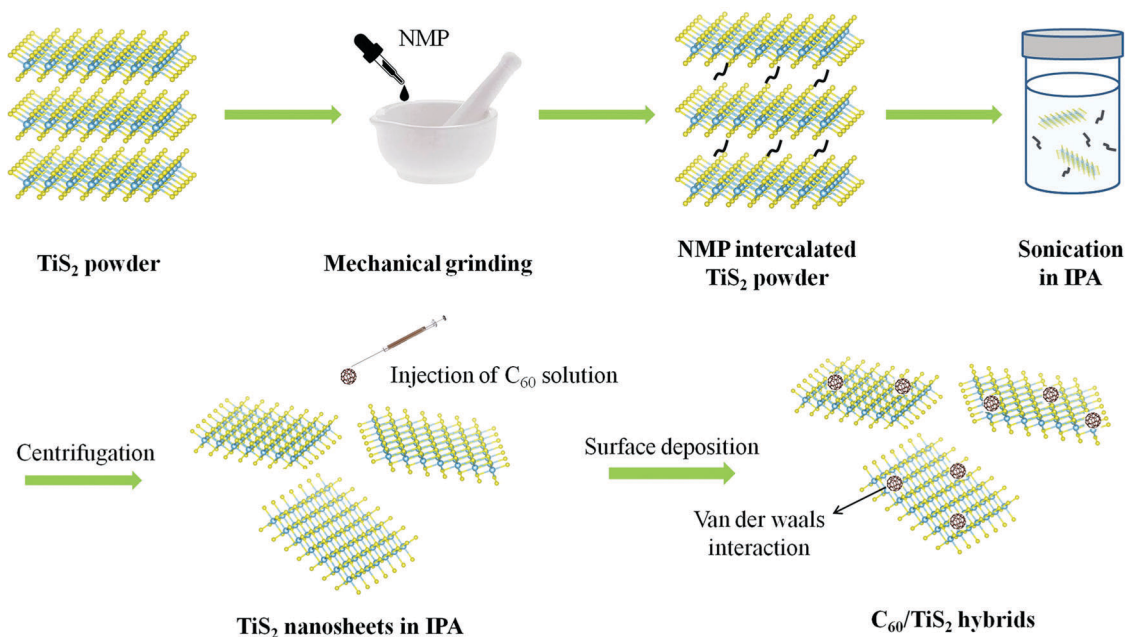 NMP
TiS₂ powder
Mechanical grinding
NMP intercalated
TiS₂ powder
Sonication
in IPA
Centrifugation
Injection of C₆₀ solution
TiS₂ nanosheets in IPA
Surface deposition
Van der waals
interaction
C₆₀/TiS₂ hybrids